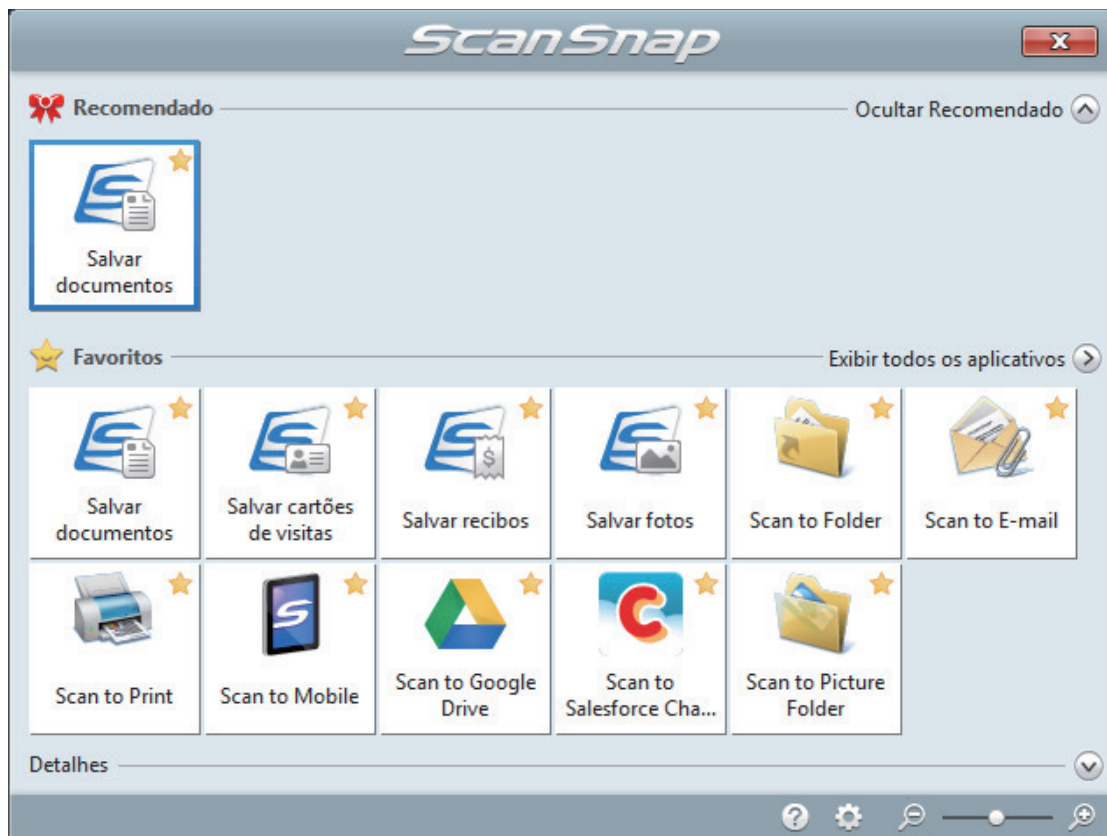 ScanSnap
Recomendado
Ocultar Recomendado
Salvar
documentos
Favoritos
Exibir todos os aplicativos
Salvar
documentos
Salvar cartões
de visitas
Salvar recibos
Salvar fotos
Scan to Folder
Scan to E-mail
Scan to Print
Scan to Mobile
Scan to Google
Drive
Scan to
Salesforce Cha...
Scan to Picture
Folder
Detalhes